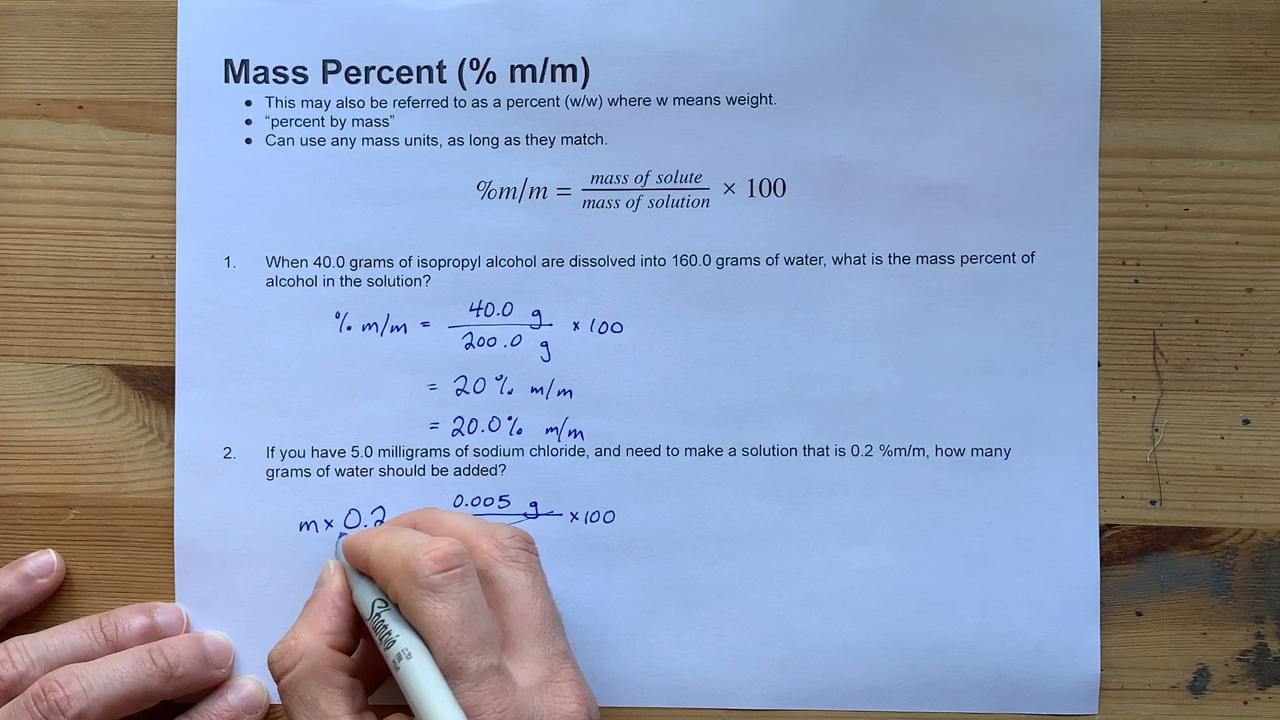 Mass Percent (% m/m)
• This may also be referred to as a percent (w/w) where w means weight.
• “percent by mass”
• Can use any mass units, as long as they match.
%m/m = mass of solute / mass of solution × 100
1. When 40.0 grams of isopropyl alcohol are dissolved into 160.0 grams of water, what is the mass percent of
alcohol in the solution?
% m/m = 40.0 g / 200.0 g × 100
= 20% m/m
= 20.0% m/m
2. If you have 5.0 milligrams of sodium chloride, and need to make a solution that is 0.2 %m/m, how many
grams of water should be added?
m × 0.2 0.005 g × 100
Sharpie